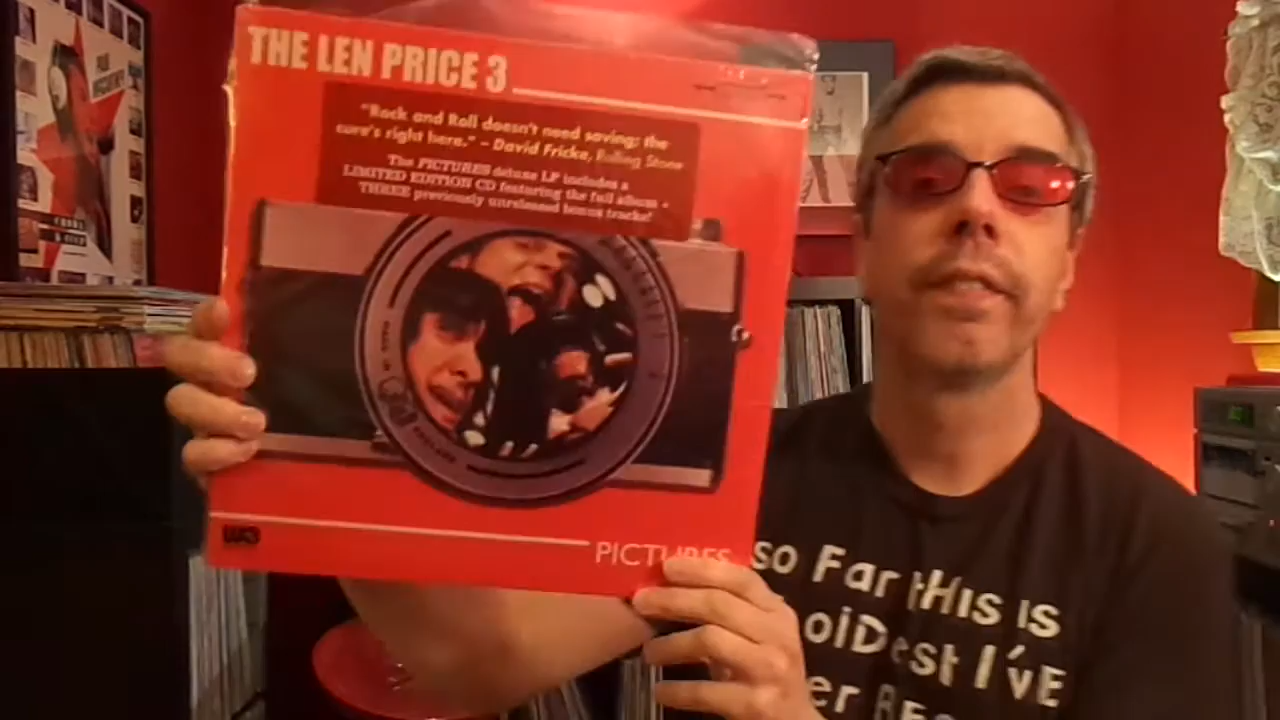 THE LEN PRICE 3
"Rock and Roll doesn't need saving; the
cure's right here." – David Fricke, Rolling Stone
The PICTURES deluxe LP includes a
LIMITED EDITION CD featuring the full album +
THREE previously unreleased bonus tracks!
PICTURES
so Far tHis is
oiDest I'vE
er